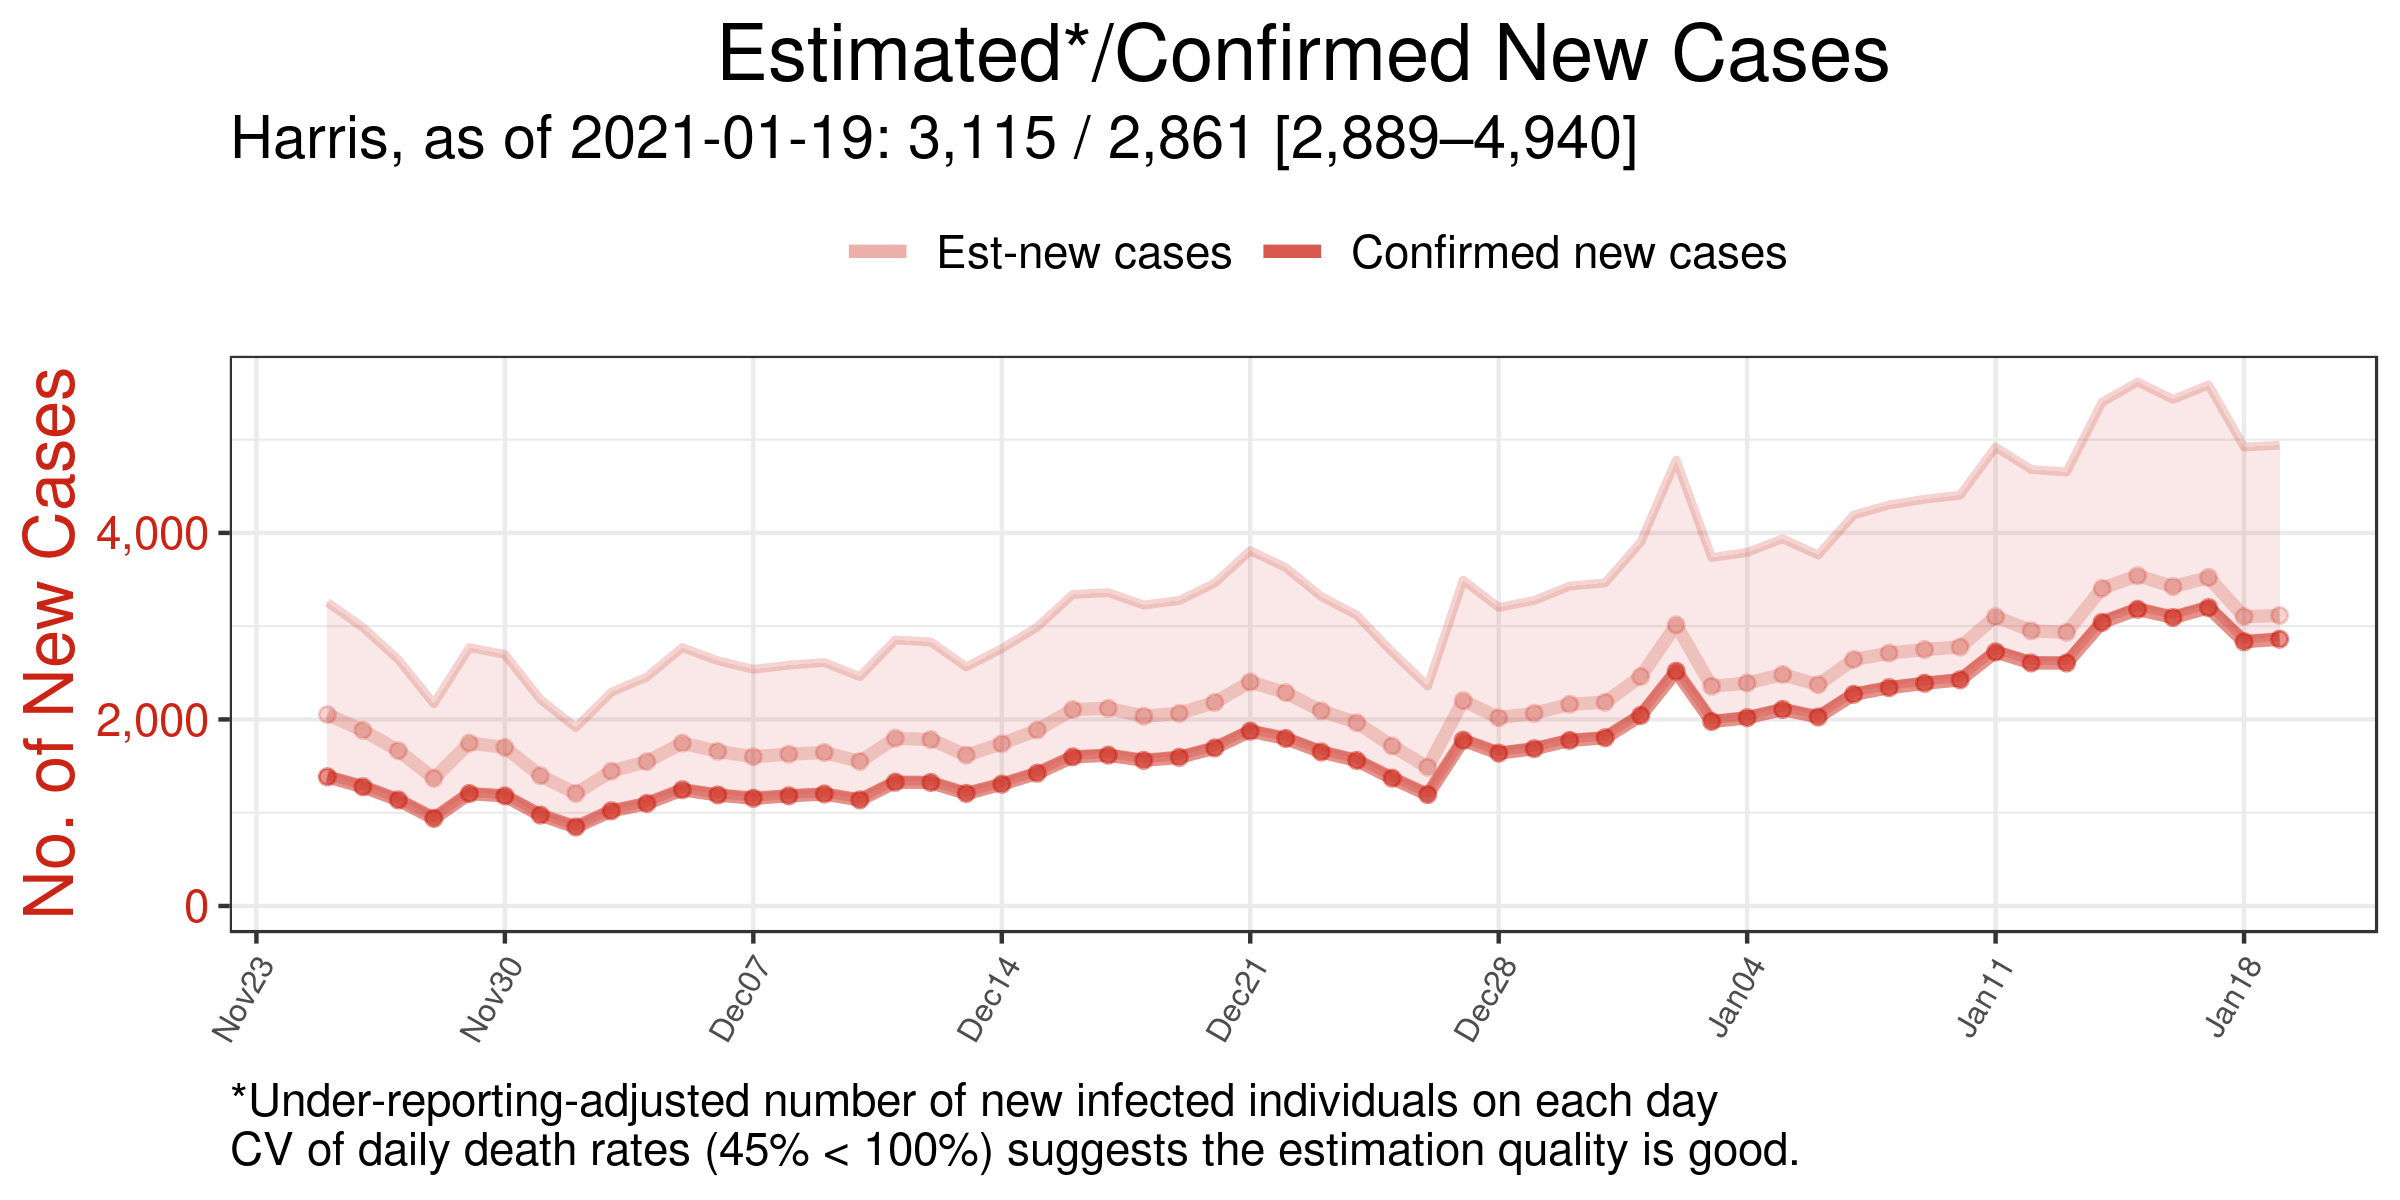 Estimated*/Confirmed New Cases
Harris, as of 2021-01-19: 3,115 / 2,861 [2,889–4,940]
Est-new cases
Confirmed new cases
No. of New Cases
4,000
2,000
0
Nov23
Nov30
Dec07
Dec14
Dec21
Dec28
Jan04
Jan11
Jan18
*Under-reporting-adjusted number of new infected individuals on each day
CV of daily death rates (45% < 100%) suggests the estimation quality is good.